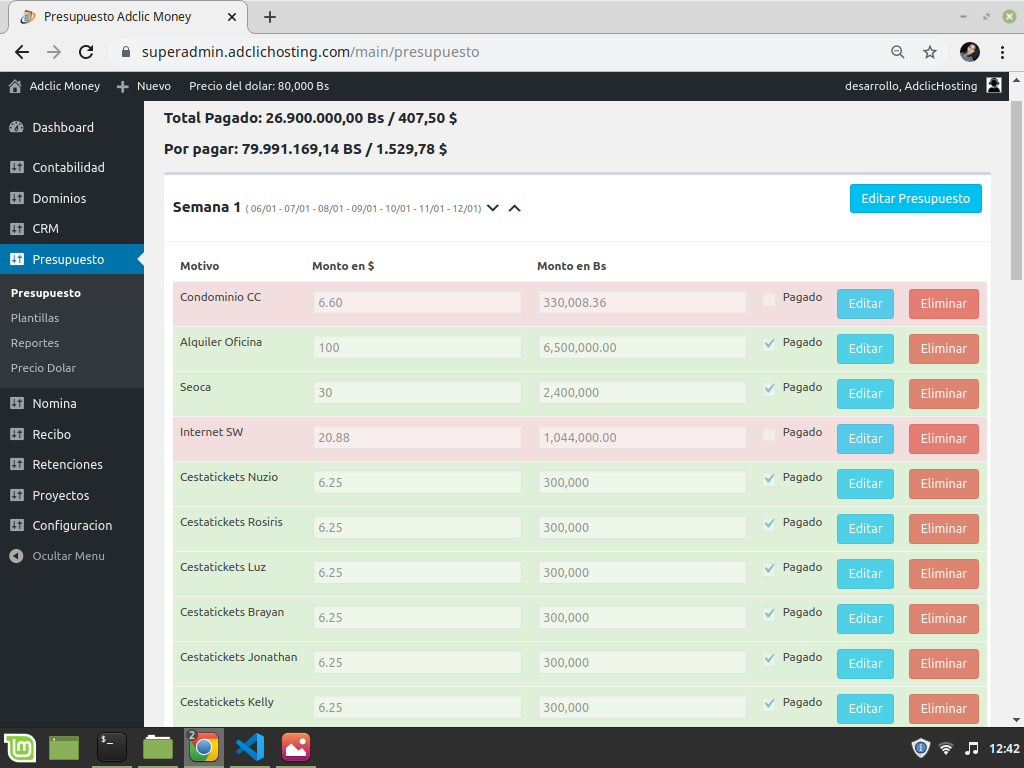 Presupuesto Adclic Money
superadmin.adclichosting.com/main/presupuesto
Adclic Money Nuevo Precio del dolar: 80,000 Bs desarrollo, AdclicHosting
Dashboard
Contabilidad
Dominios
CRM
Presupuesto
Presupuesto
Plantillas
Reportes
Precio Dolar
Nomina
Recibo
Retenciones
Proyectos
Configuracion
Ocultar Menu
Total Pagado: 26.900.000,00 Bs / 407,50 $
Por pagar: 79.991.169,14 BS / 1.529,78 $
Semana 1 ( 06/01 - 07/01 - 08/01 - 09/01 - 10/01 - 11/01 - 12/01) Editar Presupuesto
Motivo Monto en $ Monto en Bs
Condominio CC 6.60 330,008.36 Pagado Editar Eliminar
Alquiler Oficina 100 6,500,000.00 Pagado Editar Eliminar
Seoca 30 2,400,000 Pagado Editar Eliminar
Internet SW 20.88 1,044,000.00 Pagado Editar Eliminar
Cestatickets Nuzio 6.25 300,000 Pagado Editar Eliminar
Cestatickets Rosiris 6.25 300,000 Pagado Editar Eliminar
Cestatickets Luz 6.25 300,000 Pagado Editar Eliminar
Cestatickets Brayan 6.25 300,000 Pagado Editar Eliminar
Cestatickets Jonathan 6.25 300,000 Pagado Editar Eliminar
Cestatickets Kelly 6.25 300,000 Pagado Editar Eliminar
2
12:42